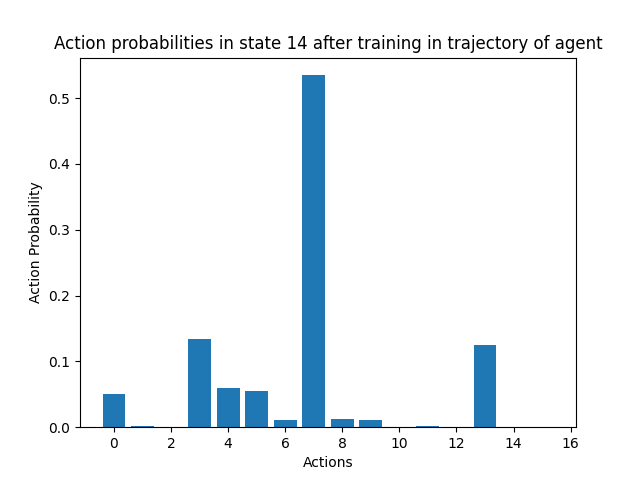 Action probabilities in state 14 after training in trajectory of agent
0.5
0.4
0.3
0.2
0.1
0.0
Action Probability
0 2 4 6 8 10 12 14 16
Actions